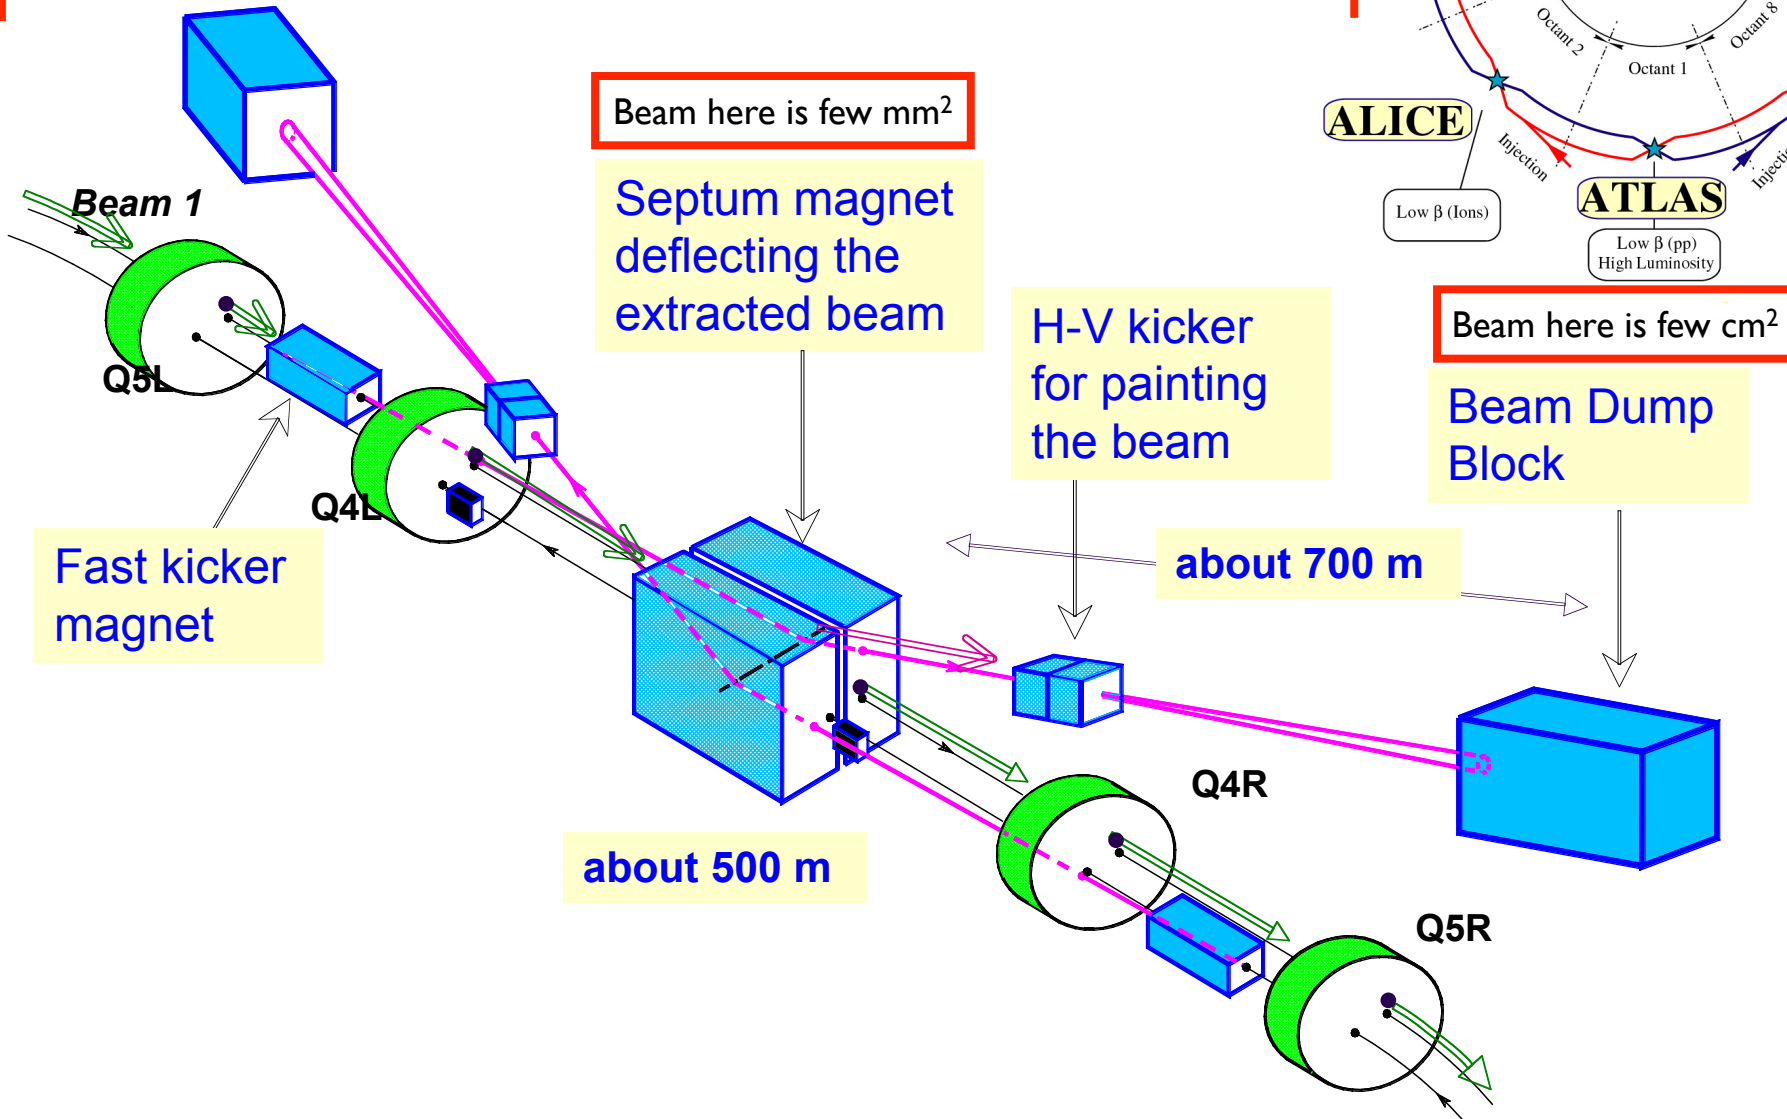 Beam 1
Q5L
Q4L
Fast kicker
magnet
Beam here is few mm²
Septum magnet
deflecting the
extracted beam
H-V kicker
for painting
the beam
about 700 m
about 500 m
Q4R
Q5R
Octant 2
Octant 1
Octant 8
ALICE
Injection
Low β (Ions)
ATLAS
Low β (pp)
High Luminosity
Beam here is few cm²
Beam Dump
Block